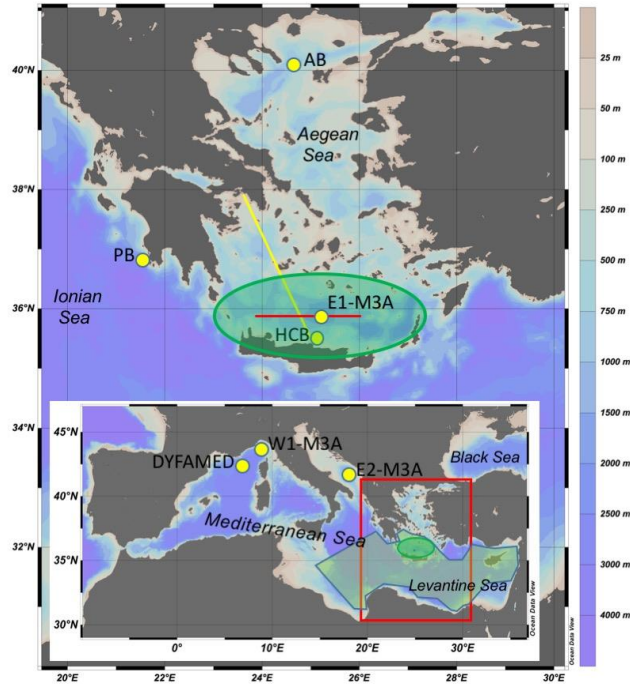 AB
Aegean
Sea
PB
Ionian
Sea
E1-M3A
HCB
40°N
38°N
36°N
34°N
32°N
20°E
22°E
24°E
26°E
28°E
30°E
25 m
50 m
100 m
250 m
500 m
750 m
1000 m
1500 m
2000 m
3000 m
4000 m
Ocean Data View
W1-M3A
DYFAMED
E2-M3A
Black Sea
Mediterranean Sea
Levantine Sea
45°N
40°N
35°N
30°N
0°E
10°E
20°E
30°E
Ocean Data View